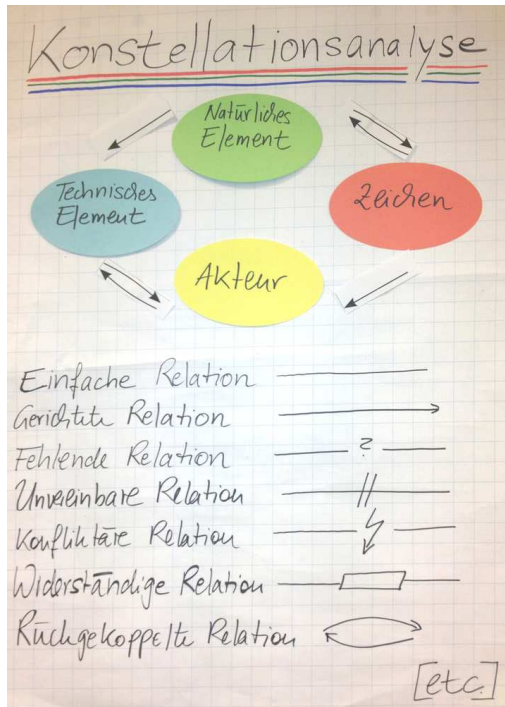 Konstellationsanalyse
Natürliches
Element
Technisches
Element
Zeichen
Akteur
Einfache Relation
Gerichtete Relation
Fehlende Relation ?
Unvereinbare Relation
Konfliktäre Relation
Widerständige Relation
Rückgekoppelte Relation
[etc.]